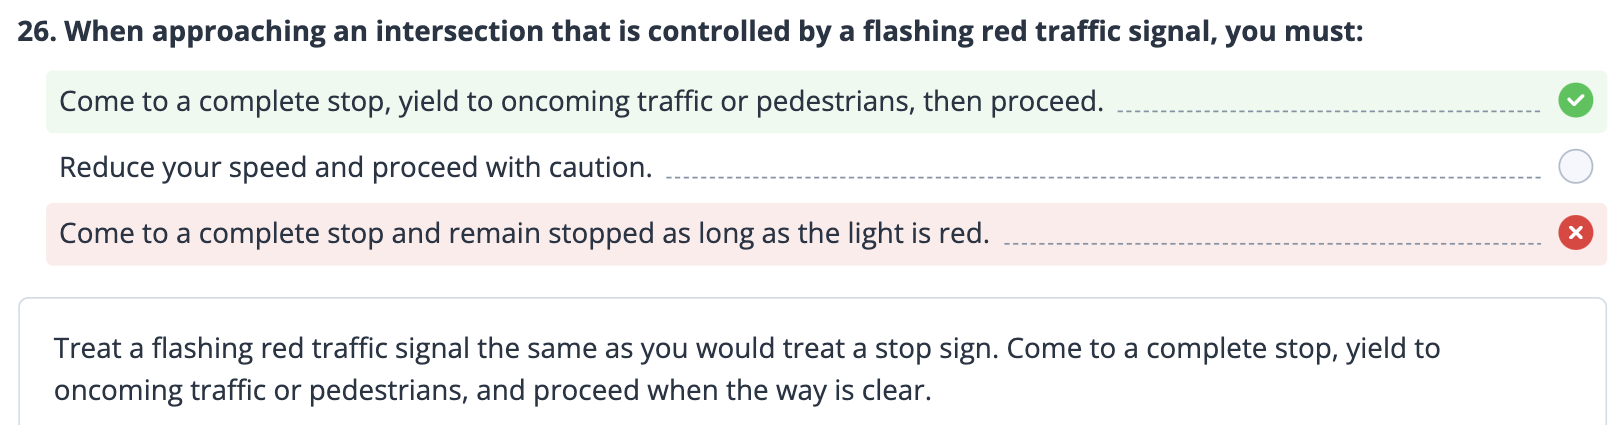 26. When approaching an intersection that is controlled by a flashing red traffic signal, you must:
Come to a complete stop, yield to oncoming traffic or pedestrians, then proceed.
Reduce your speed and proceed with caution.
Come to a complete stop and remain stopped as long as the light is red.
Treat a flashing red traffic signal the same as you would treat a stop sign. Come to a complete stop, yield to
oncoming traffic or pedestrians, and proceed when the way is clear.